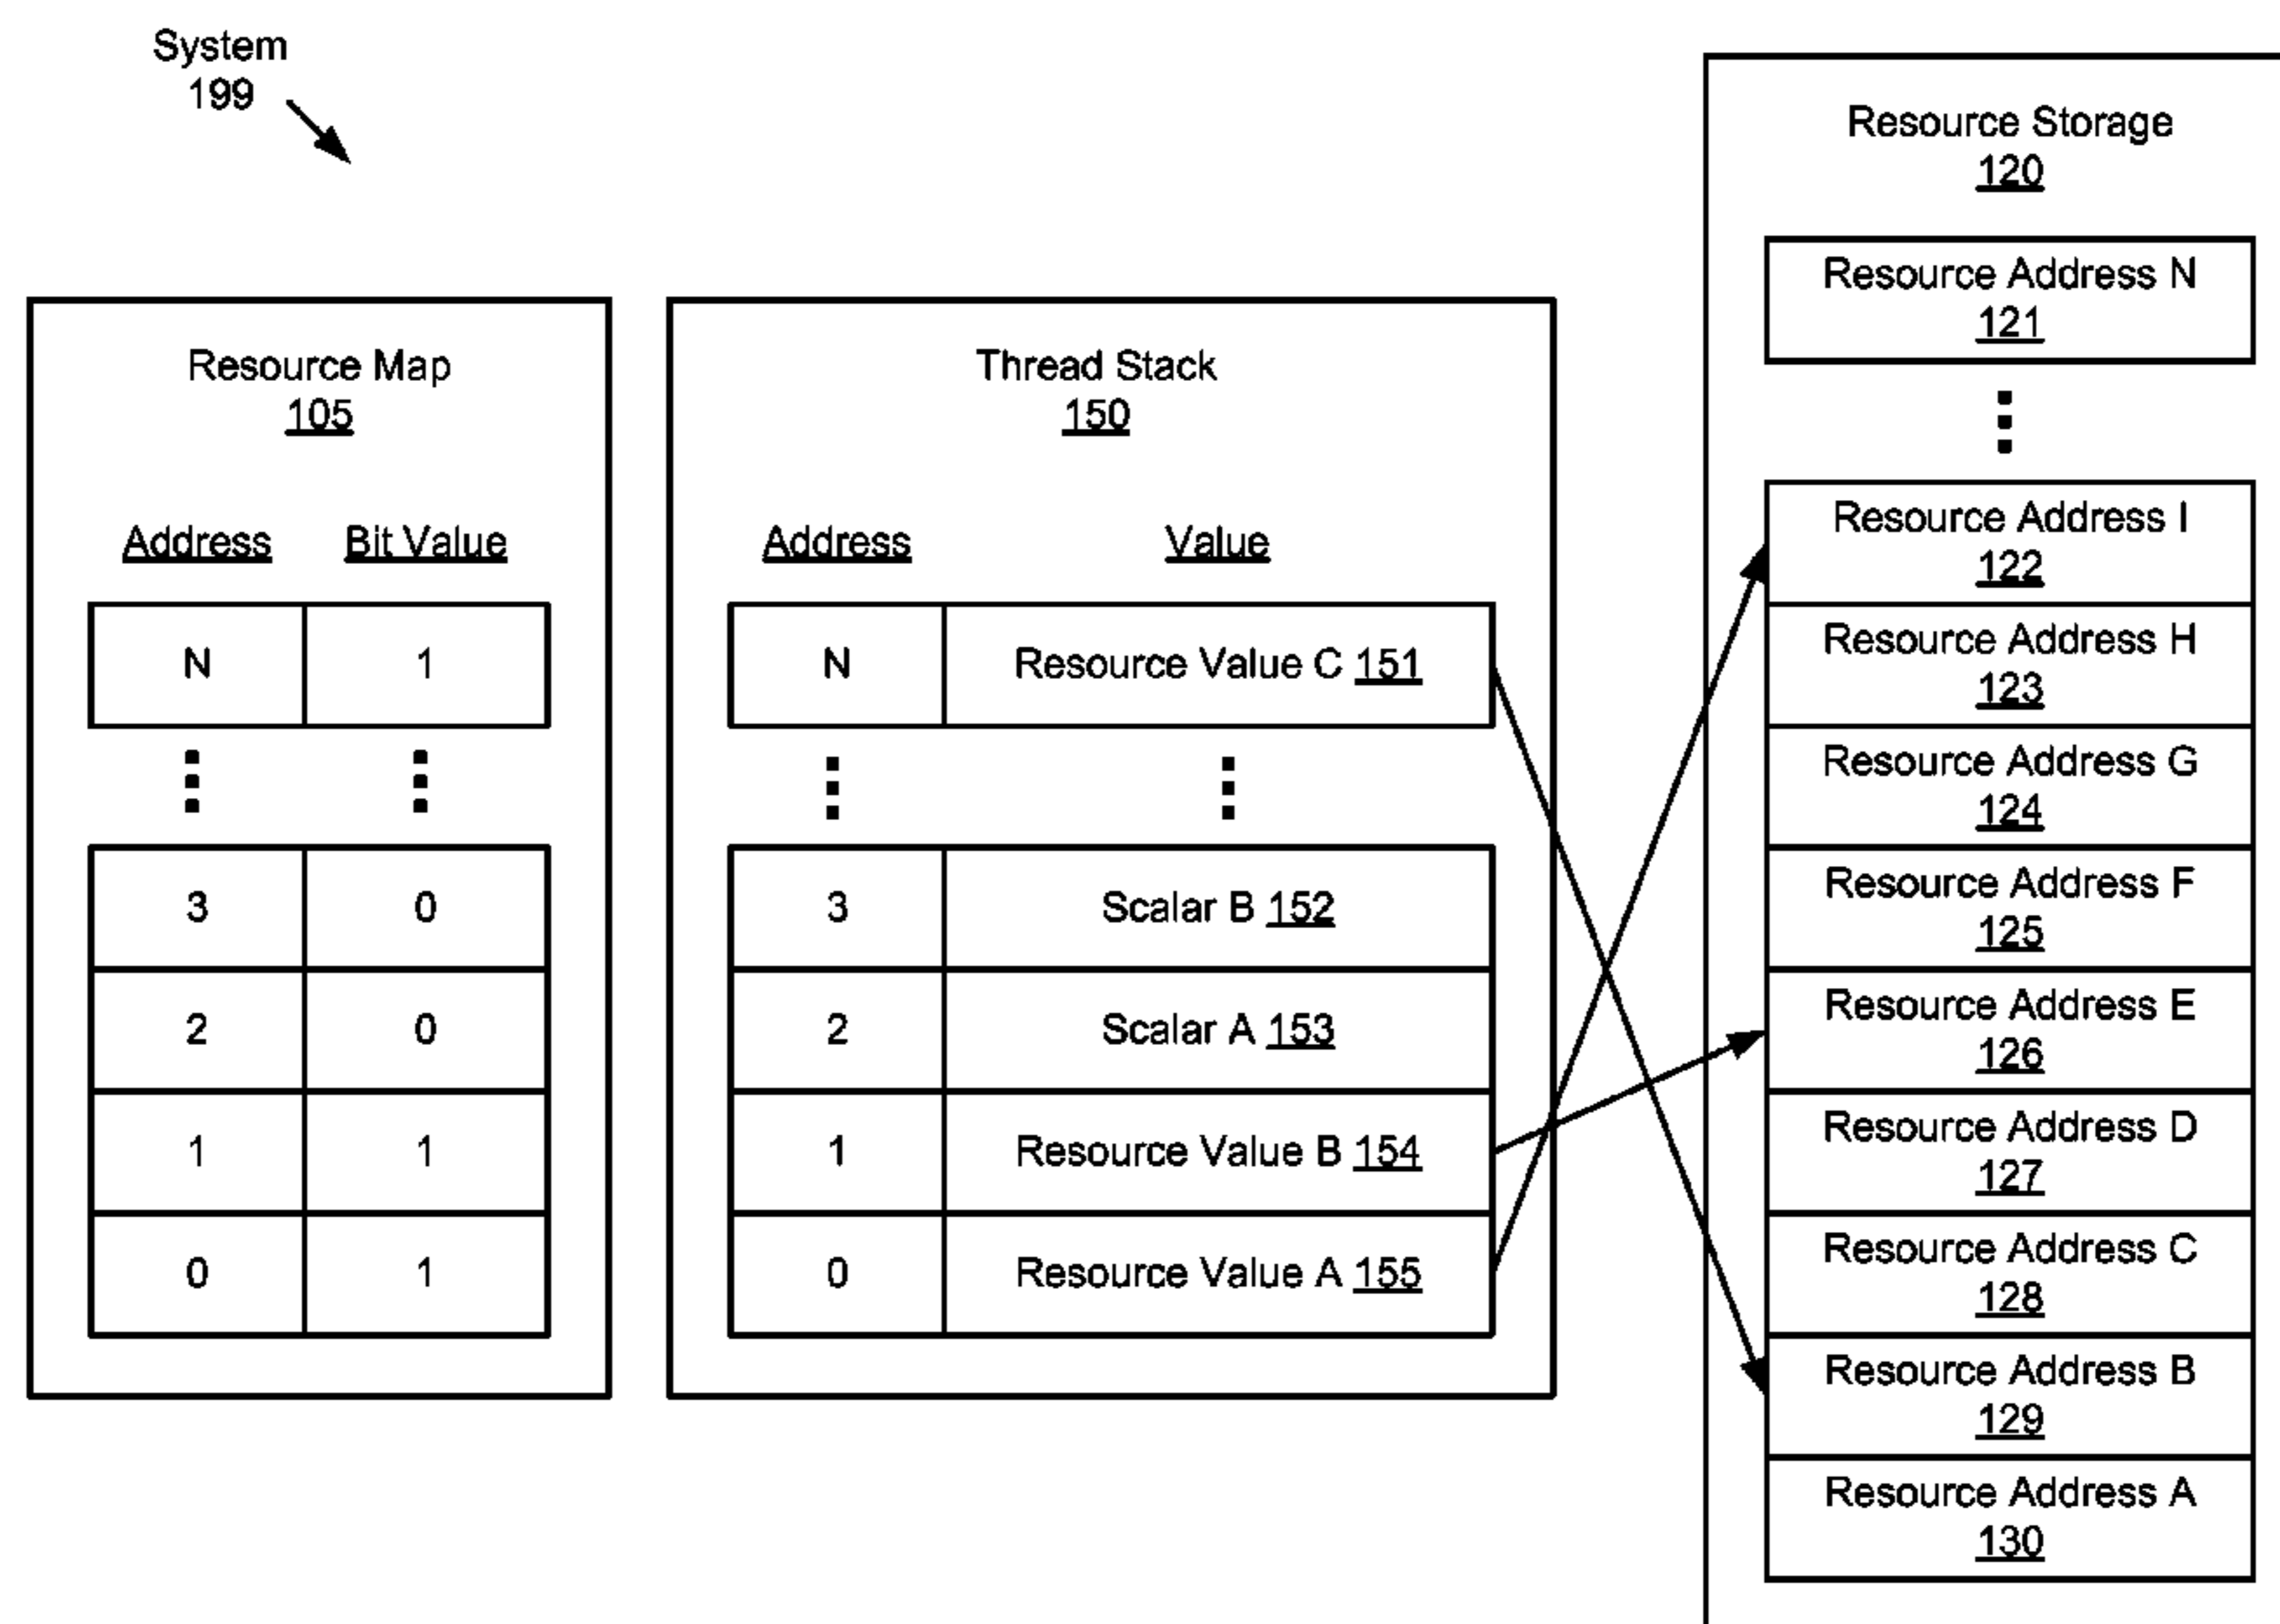 System
199
Resource Map
105
Address Bit Value
N 1
3 0
2 0
1 1
0 1
Thread Stack
150
Address Value
N Resource Value C 151
3 Scalar B 152
2 Scalar A 153
1 Resource Value B 154
0 Resource Value A 155
Resource Storage
120
Resource Address N
121
Resource Address I
122
Resource Address H
123
Resource Address G
124
Resource Address F
125
Resource Address E
126
Resource Address D
127
Resource Address C
128
Resource Address B
129
Resource Address A
130